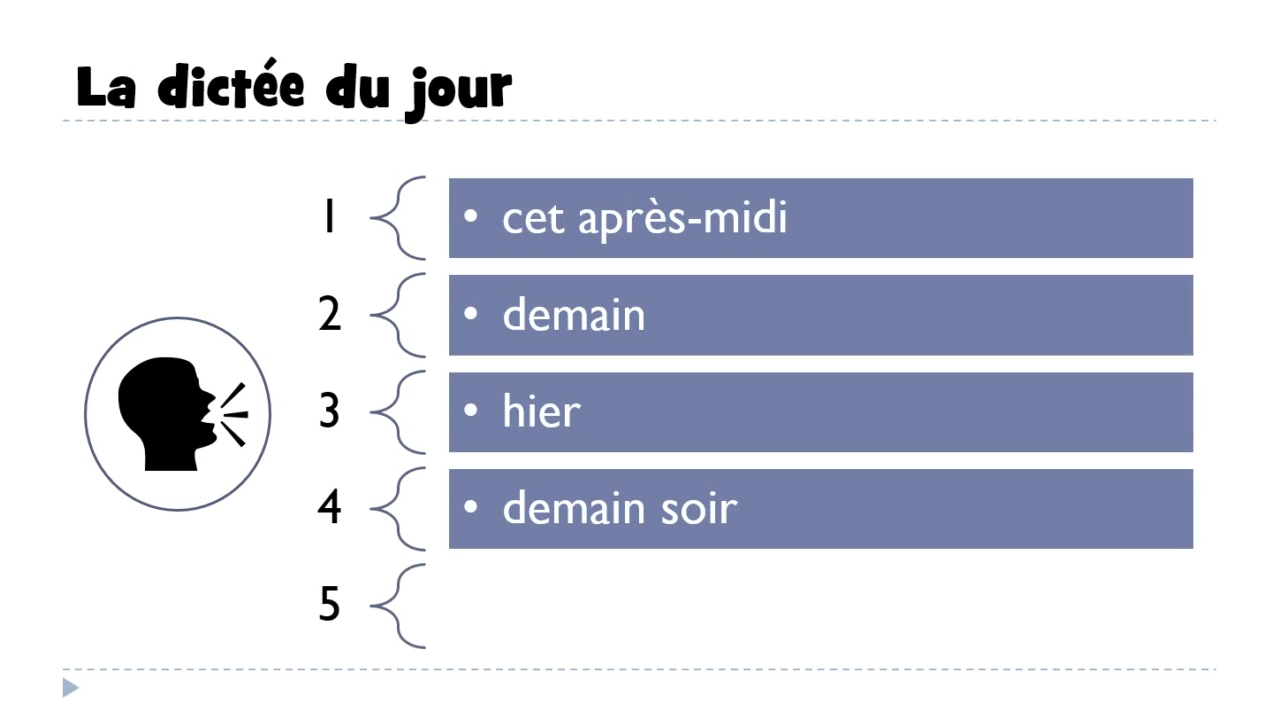 La dictée du jour
1 • cet après-midi
2 • demain
3 • hier
4 • demain soir
5